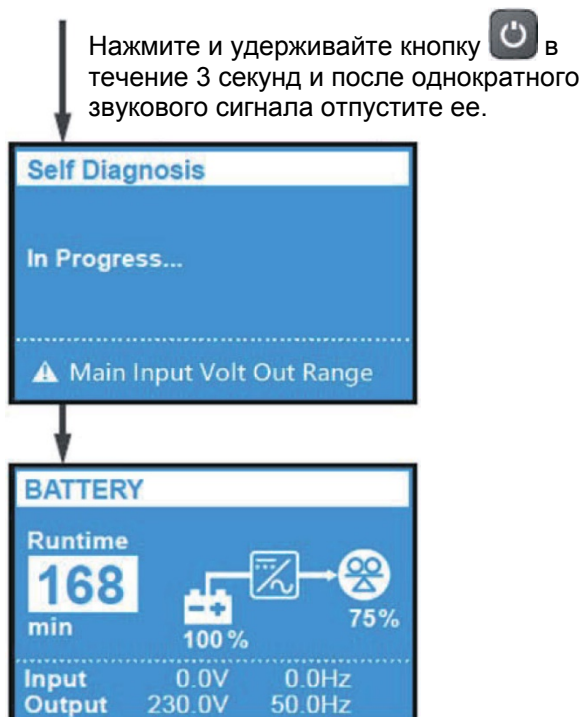 Нажмите и удерживайте кнопку в
течение 3 секунд и после однократного
звукового сигнала отпустите ее.
Self Diagnosis
In Progress...
Main Input Volt Out Range
BATTERY
Runtime
168
min
100%
75%
Input 0.0V 0.0Hz
Output 230.0V 50.0Hz